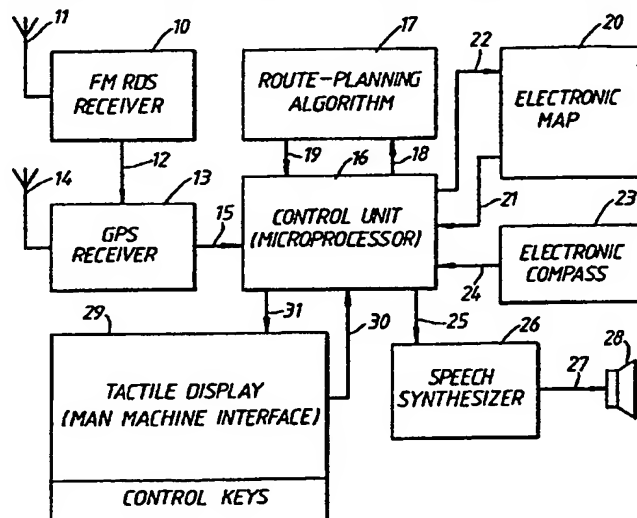 11
10
FM RDS
RECEIVER
12
14
13
GPS
RECEIVER
15
17
ROUTE-PLANNING
ALGORITHM
19
16
18
CONTROL UNIT
(MICROPROCESSOR)
22
20
ELECTRONIC
MAP
21
23
ELECTRONIC
COMPASS
24
29
31
30
25
TACTILE DISPLAY
(MAN MACHINE INTERFACE)
CONTROL KEYS
26
SPEECH
SYNTHESIZER
27
28